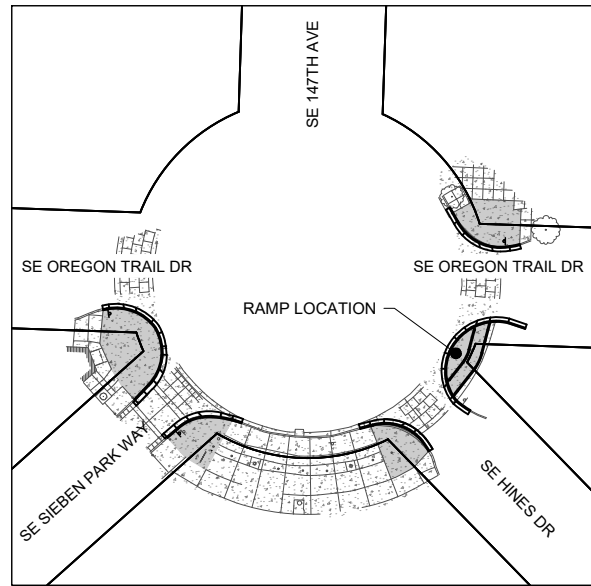 SE 147TH AVE
SE OREGON TRAIL DR
SE OREGON TRAIL DR
RAMP LOCATION
SE SIEBEN PARK WAY
SE HINES DR